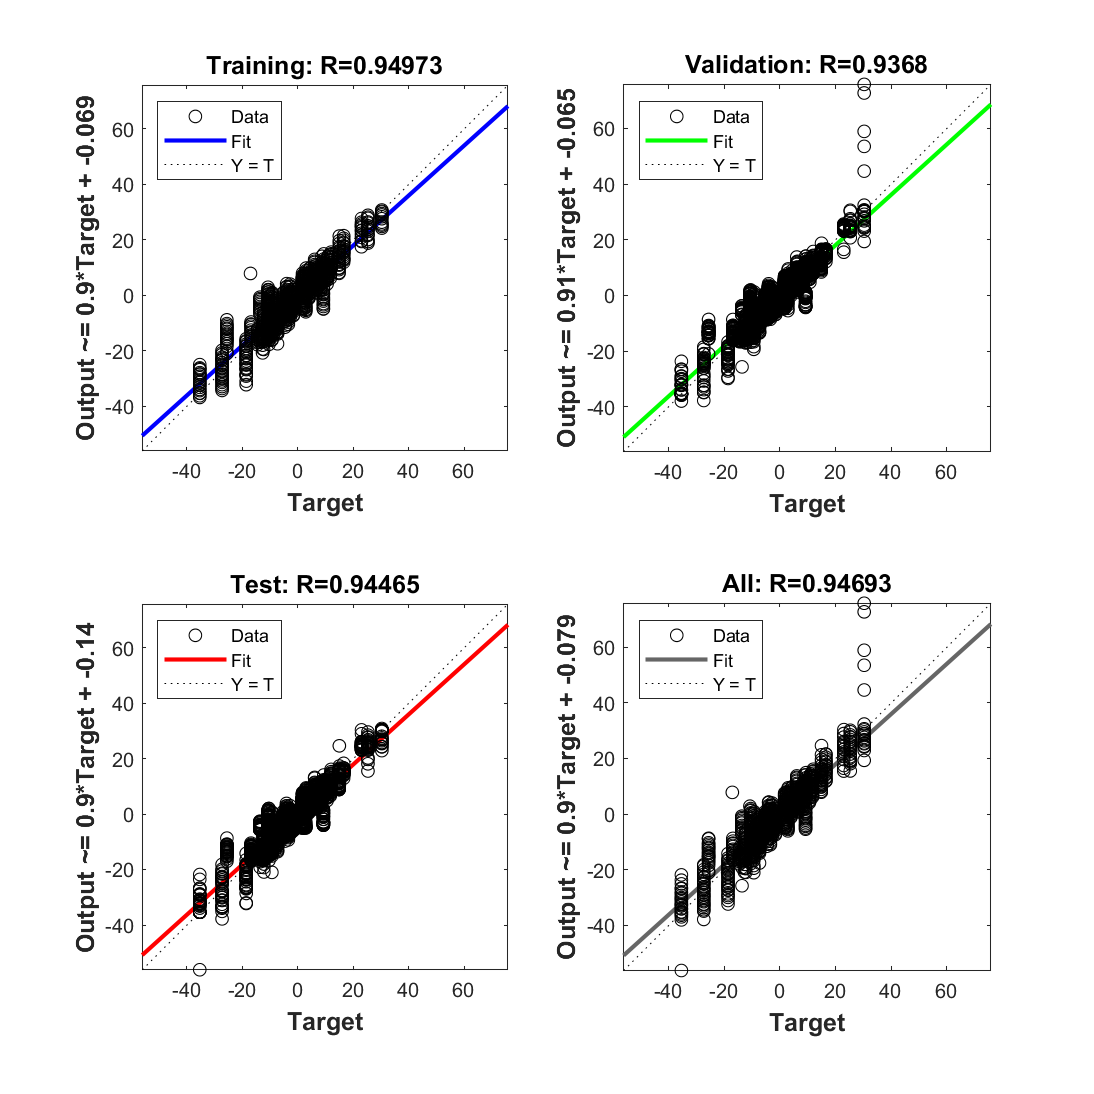 Training: R=0.94973
Output ~= 0.9*Target + -0.069
Data
Fit
Y = T
60
40
20
0
-20
-40
-40 -20 0 20 40 60
Target
Validation: R=0.9368
Output ~= 0.91*Target + -0.065
Data
Fit
Y = T
60
40
20
0
-20
-40
-40 -20 0 20 40 60
Target
Test: R=0.94465
Output ~= 0.9*Target + -0.14
Data
Fit
Y = T
60
40
20
0
-20
-40
-40 -20 0 20 40 60
Target
All: R=0.94693
Output ~= 0.9*Target + -0.079
Data
Fit
Y = T
60
40
20
0
-20
-40
-40 -20 0 20 40 60
Target